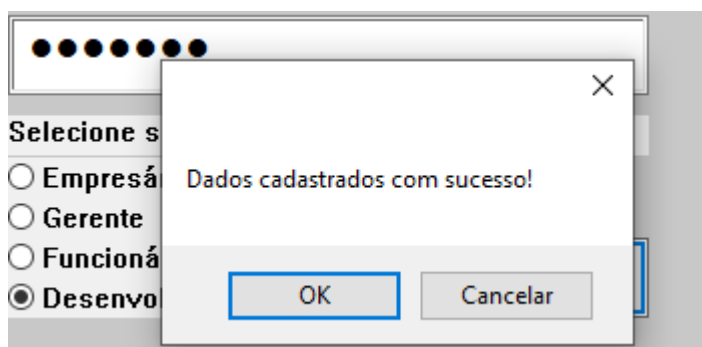 Selecione s
Dados cadastrados com sucesso!
Empresá
Gerente
Funcioná
Desenvol
OK
Cancelar